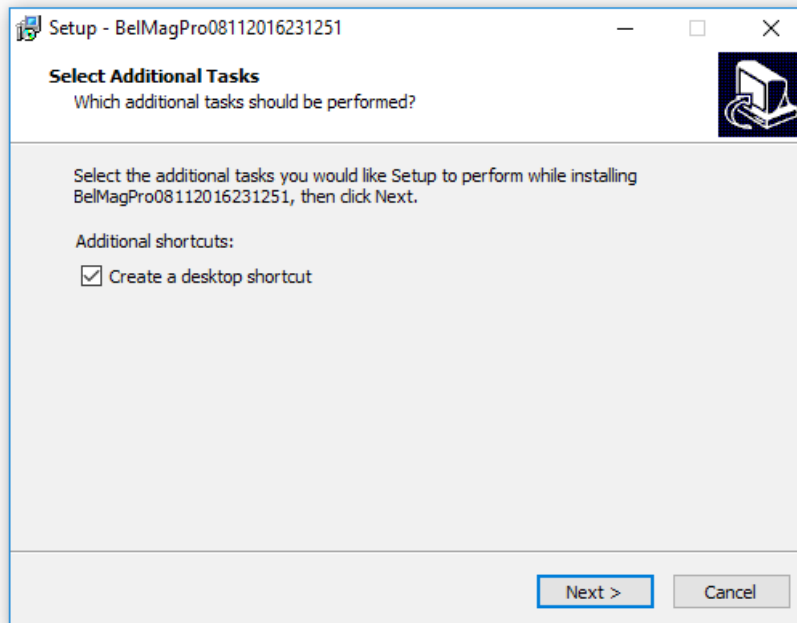 Setup - BelMagPro08112016231251
Select Additional Tasks
Which additional tasks should be performed?
Select the additional tasks you would like Setup to perform while installing
BelMagPro08112016231251, then click Next.
Additional shortcuts:
Create a desktop shortcut
Next >
Cancel